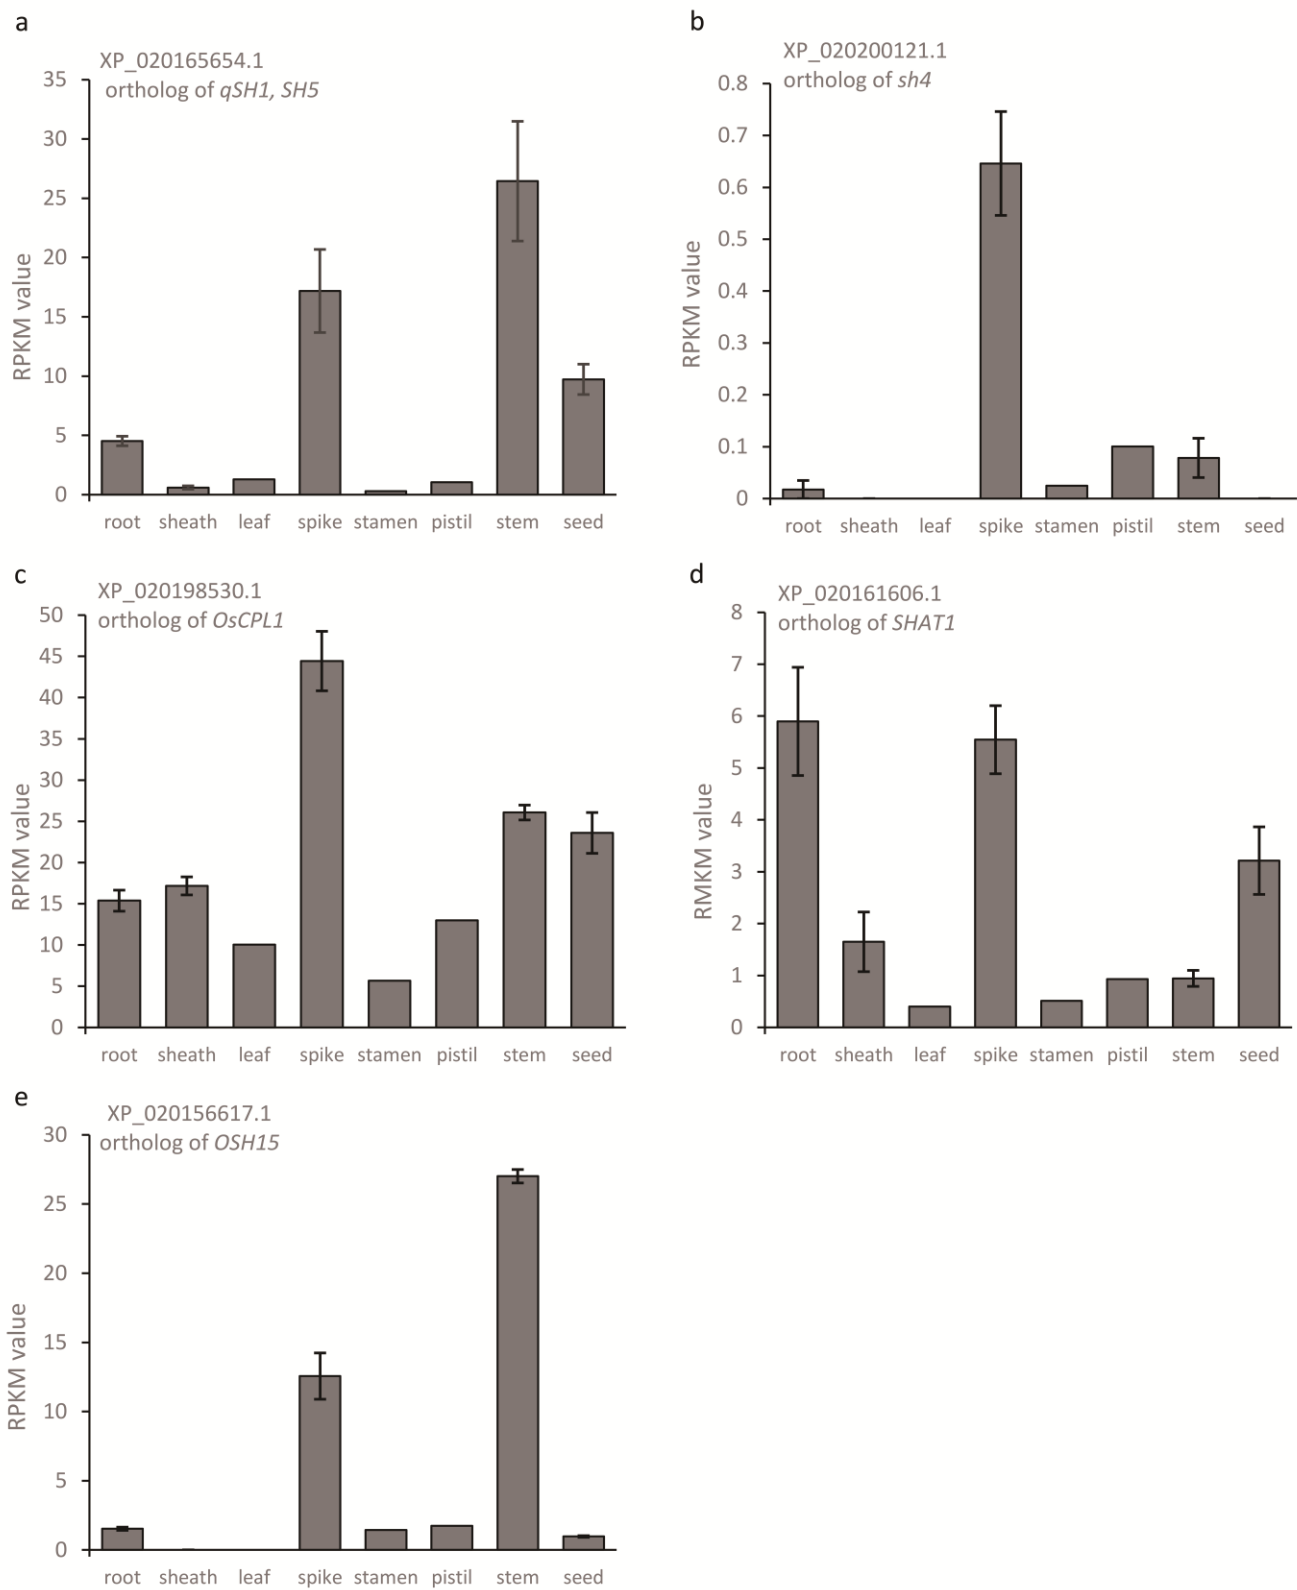 a
XP_020165654.1
ortholog of qSH1, SH5
35
30
25
20
15
10
5
0
RPKM value
root sheath leaf spike stamen pistil stem seed
b
XP_020200121.1
ortholog of sh4
0.8
0.7
0.6
0.5
0.4
0.3
0.2
0.1
0
RPKM value
root sheath leaf spike stamen pistil stem seed
c
XP_020198530.1
ortholog of OsCPL1
50
45
40
35
30
25
20
15
10
5
0
RPKM value
root sheath leaf spike stamen pistil stem seed
d
XP_020161606.1
ortholog of SHAT1
8
7
6
5
4
3
2
1
0
RMKM value
root sheath leaf spike stamen pistil stem seed
e
XP_020156617.1
ortholog of OSH15
30
25
20
15
10
5
0
RPKM value
root sheath leaf spike stamen pistil stem seed